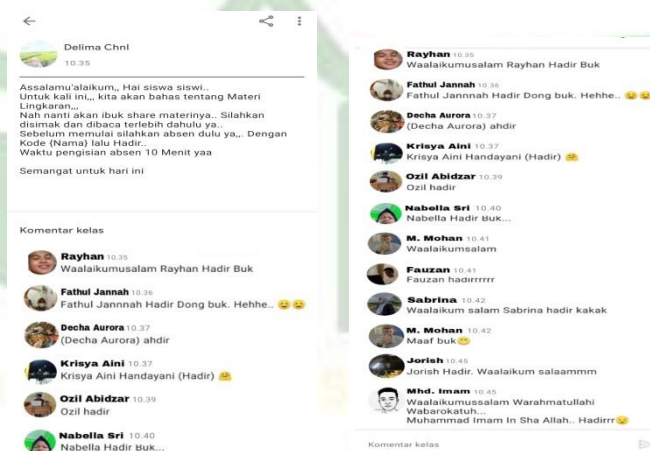 Delima Chnl
10.35
Assalamu'alaikum,, Hai siswa siswi..
Untuk kali ini,,, kita akan bahas tentang Materi
Lingkaran,,,
Nah nanti akan ibuk share materinya.. Silahkan
disimak dan dibaca terlebih dahulu ya..
Sebelum memulai silahkan absen dulu ya,,. Dengan
Kode {Nama} lalu Hadir..
Waktu pengisian absen 10 Menit yaa
Semangat untuk hari ini
Komentar kelas
Rayhan 10.35
Waalaikumusalam Rayhan Hadir Buk
Fathul Jannah 10.36
Fathul Jannnah Hadir Dong buk. Hehhe.. 😆😆
Decha Aurora 10.37
(Decha Aurora) ahdir
Krisya Aini 10.37
Krisya Aini Handayani (Hadir) 🤗
Ozil Abidzar 10.39
Ozil hadir
Nabella Sri 10.40
Nabella Hadir Buk...
Rayhan 10.35
Waalaikumusalam Rayhan Hadir Buk
Fathul Jannah 10.36
Fathul Jannnah Hadir Dong buk. Hehhe.. 😆😆
Decha Aurora 10.37
(Decha Aurora) ahdir
Krisya Aini 10.37
Krisya Aini Handayani (Hadir) 🤗
Ozil Abidzar 10.39
Ozil hadir
Nabella Sri 10.40
Nabella Hadir Buk...
M. Mohan 10.41
Waalaikumsalam
Fauzan 10.41
Fauzan hadirrrrrr
Sabrina 10.42
Waalaikum salam Sabrina hadir kakak
M. Mohan 10.42
Maaf buk😁
Jorish 10.45
Jorish Hadir. Waalaikum salaammm
Mhd. Imam 10.45
Waalaikumussalam Warahmatullahi
Wabarokatuh...
Muhammad Imam In Sha Allah.. Hadirrr😉
Komentar kelas